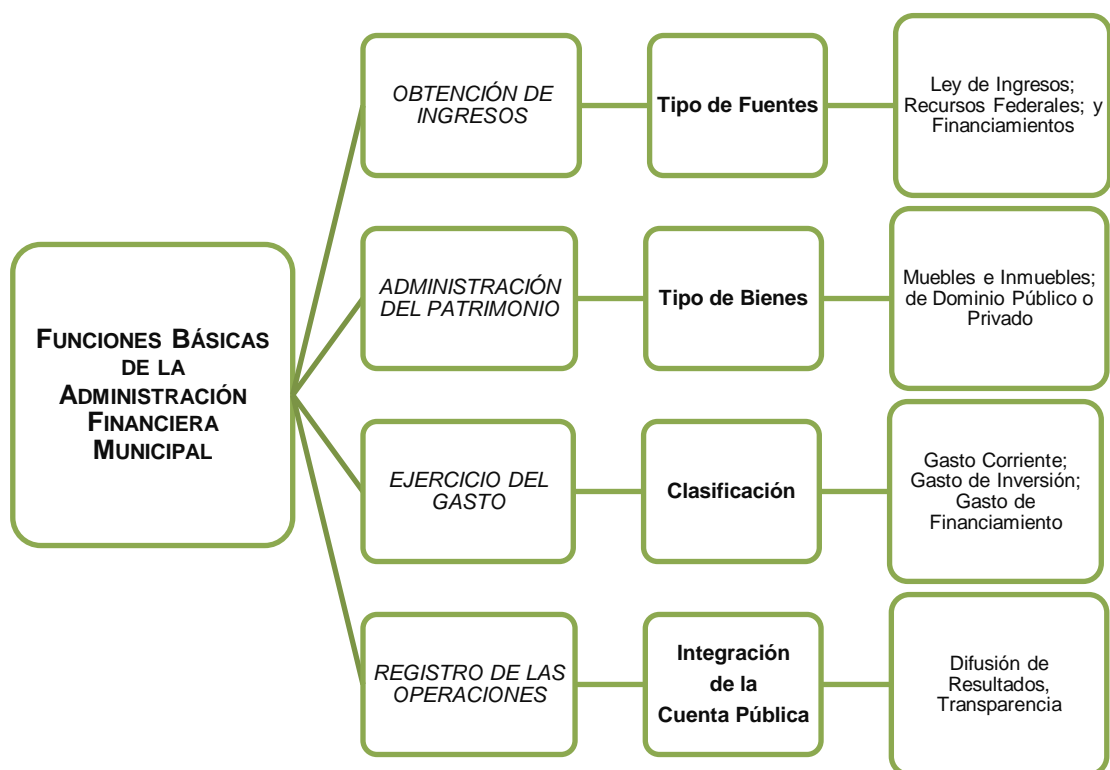 FUNCIONES BÁSICAS
DE LA
ADMINISTRACIÓN
FINANCIERA
MUNICIPAL
OBTENCIÓN DE
INGRESOS
Tipo de Fuentes
Ley de Ingresos;
Recursos Federales; y
Financiamientos
ADMINISTRACIÓN
DEL PATRIMONIO
Tipo de Bienes
Muebles e Inmuebles;
de Dominio Público o
Privado
EJERCICIO DEL
GASTO
Clasificación
Gasto Corriente;
Gasto de Inversión;
Gasto de
Financiamiento
REGISTRO DE LAS
OPERACIONES
Integración
de la
Cuenta Pública
Difusión de
Resultados,
Transparencia